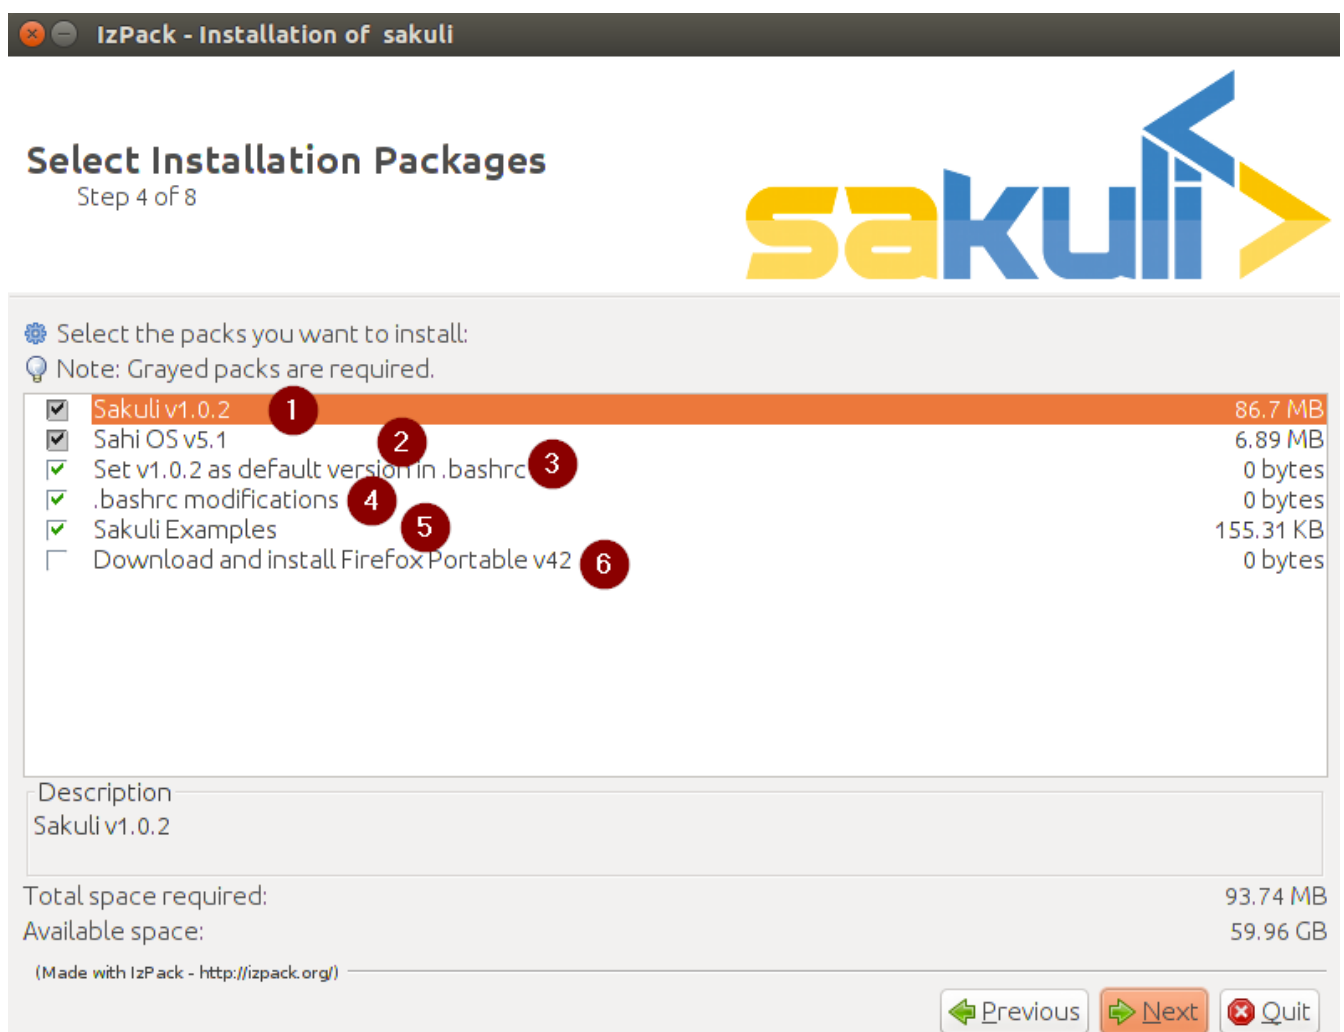 IzPack - Installation of sakuli
Select Installation Packages
Step 4 of 8
sakuli
Select the packs you want to install:
Note: Grayed packs are required.
Sakuli v1.0.2 1 86.7 MB
Sahi OS v5.1 2 6.89 MB
Set v1.0.2 as default version in .bashrc 3 0 bytes
.bashrc modifications 4 0 bytes
Sakuli Examples 5 155.31 KB
Download and install Firefox Portable v42 6 0 bytes
Description
Sakuli v1.0.2
Total space required: 93.74 MB
Available space: 59.96 GB
(Made with IzPack - http://izpack.org/)
Previous Next Quit